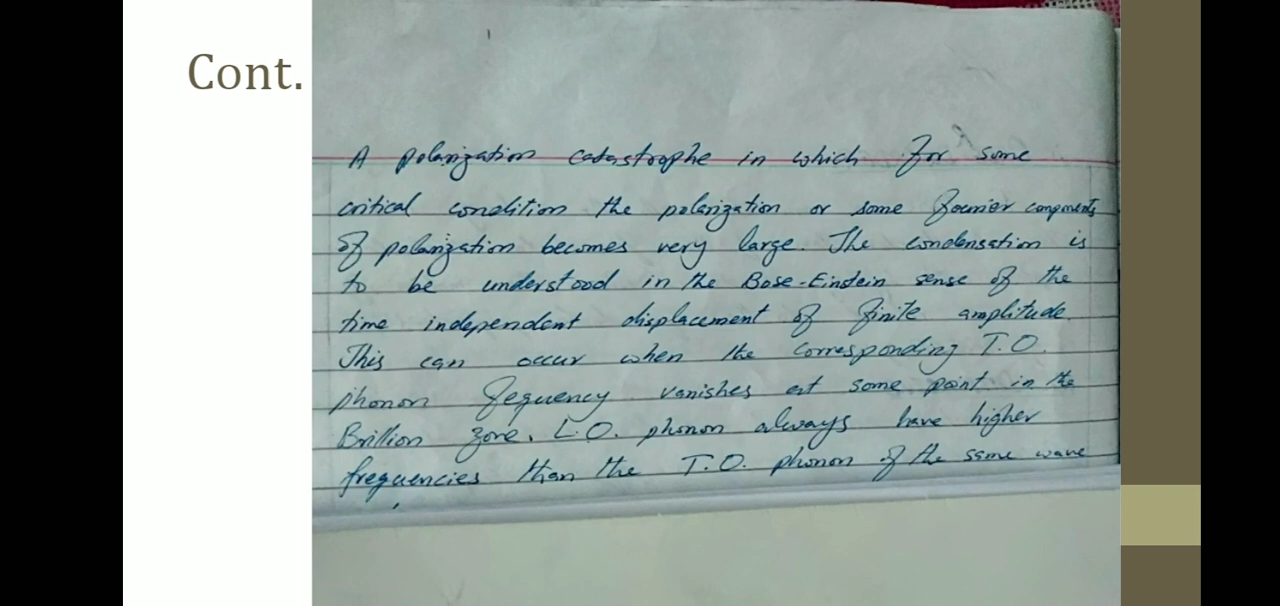 Cont.
A polarization catastrophe in which for some
critical condition the polarization or some fourier components
of polarization becomes very large. The condensation is
to be understood in the Bose-Einstein sense of the
time independent displacement of finite amplitude.
This can occur when the corresponding T.O.
phonon fequency vanishes at some point in the
Brillion zone. L.O. phonon always have higher
frequencies than the T.O. phonon of the same wave